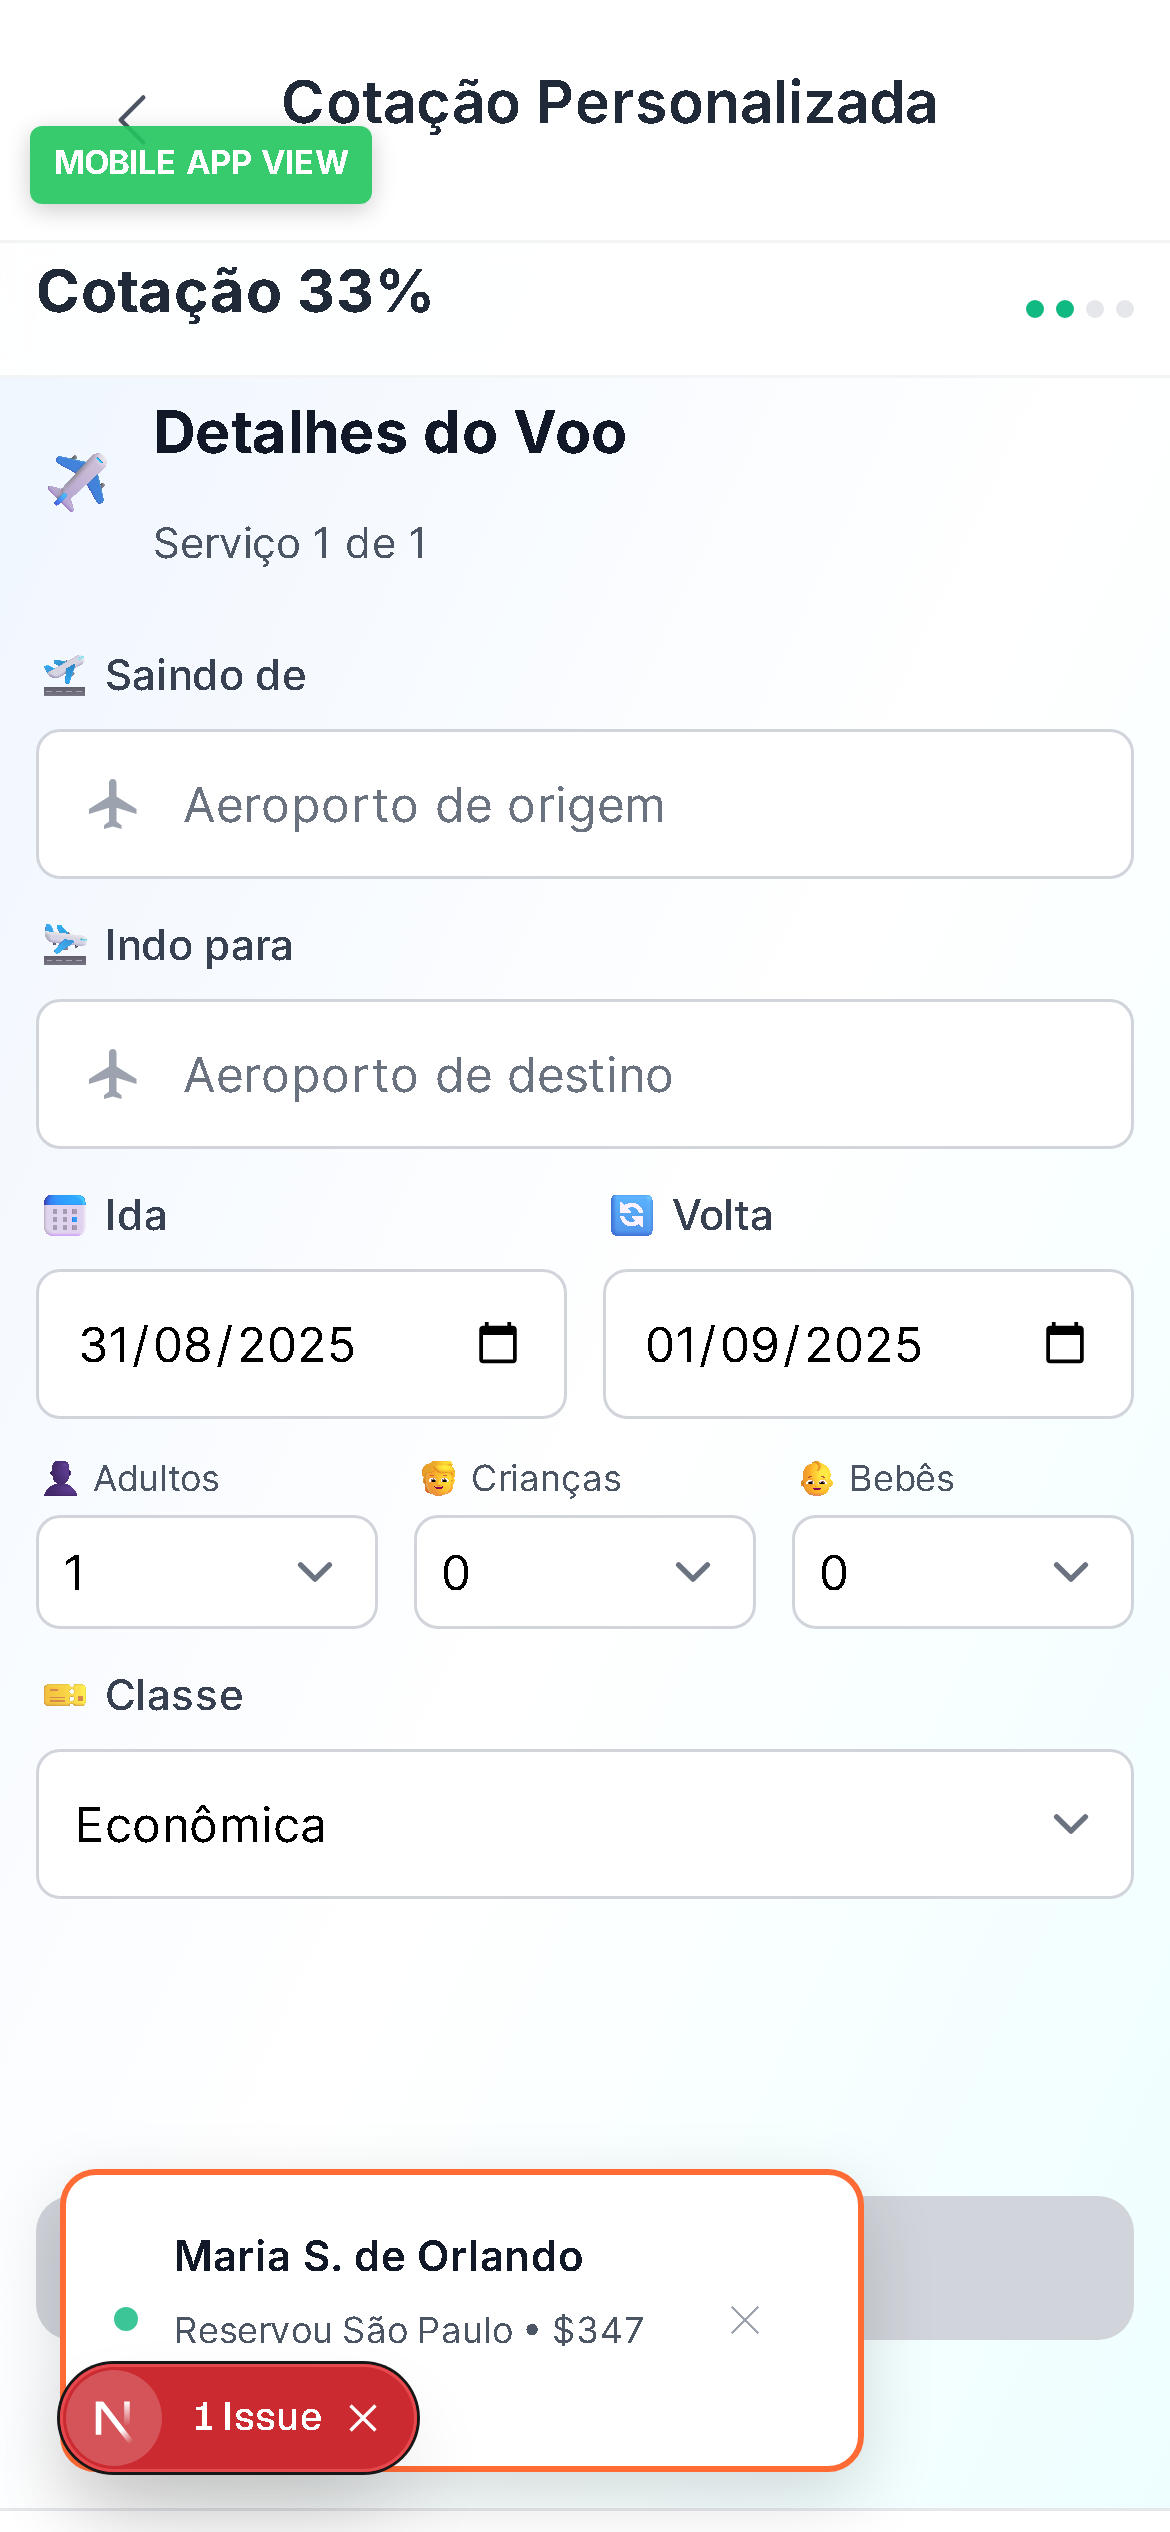 Cotação Personalizada
MOBILE APP VIEW
Cotação 33%
Detalhes do Voo
Serviço 1 de 1
Saindo de
Aeroporto de origem
Indo para
Aeroporto de destino
Ida
Volta
31/08/2025
01/09/2025
Adultos
Crianças
Bebês
1
0
0
Classe
Econômica
Maria S. de Orlando
Reservou São Paulo • $347
N
1 Issue